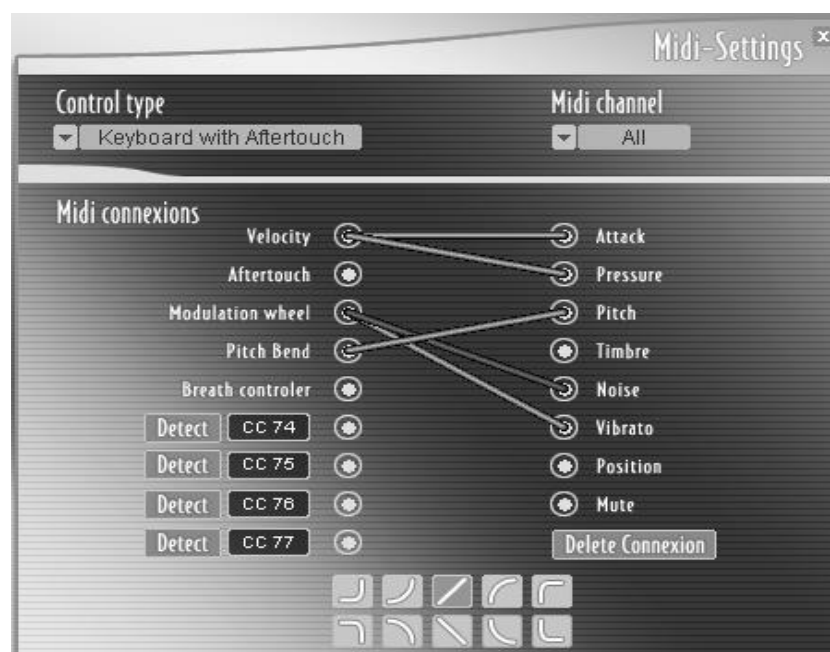 Midi-Settings x
Control type Midi channel
Keyboard with Aftertouch All
Midi connexions
Velocity Attack
Aftertouch Pressure
Modulation wheel Pitch
Pitch Bend Timbre
Breath controler Noise
Detect CC 74 Vibrato
Detect CC 75 Position
Detect CC 76 Mute
Detect CC 77 Delete Connexion